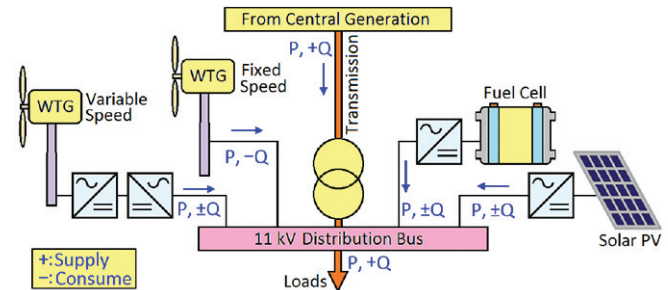 From Central Generation
P, +Q
Transmission
WTG
Variable
Speed
WTG
Fixed
Speed
P, −Q
P, ±Q
Fuel Cell
P, ±Q
P, ±Q
Solar PV
11 kV Distribution Bus
+:Supply
−:Consume
P, +Q
Loads